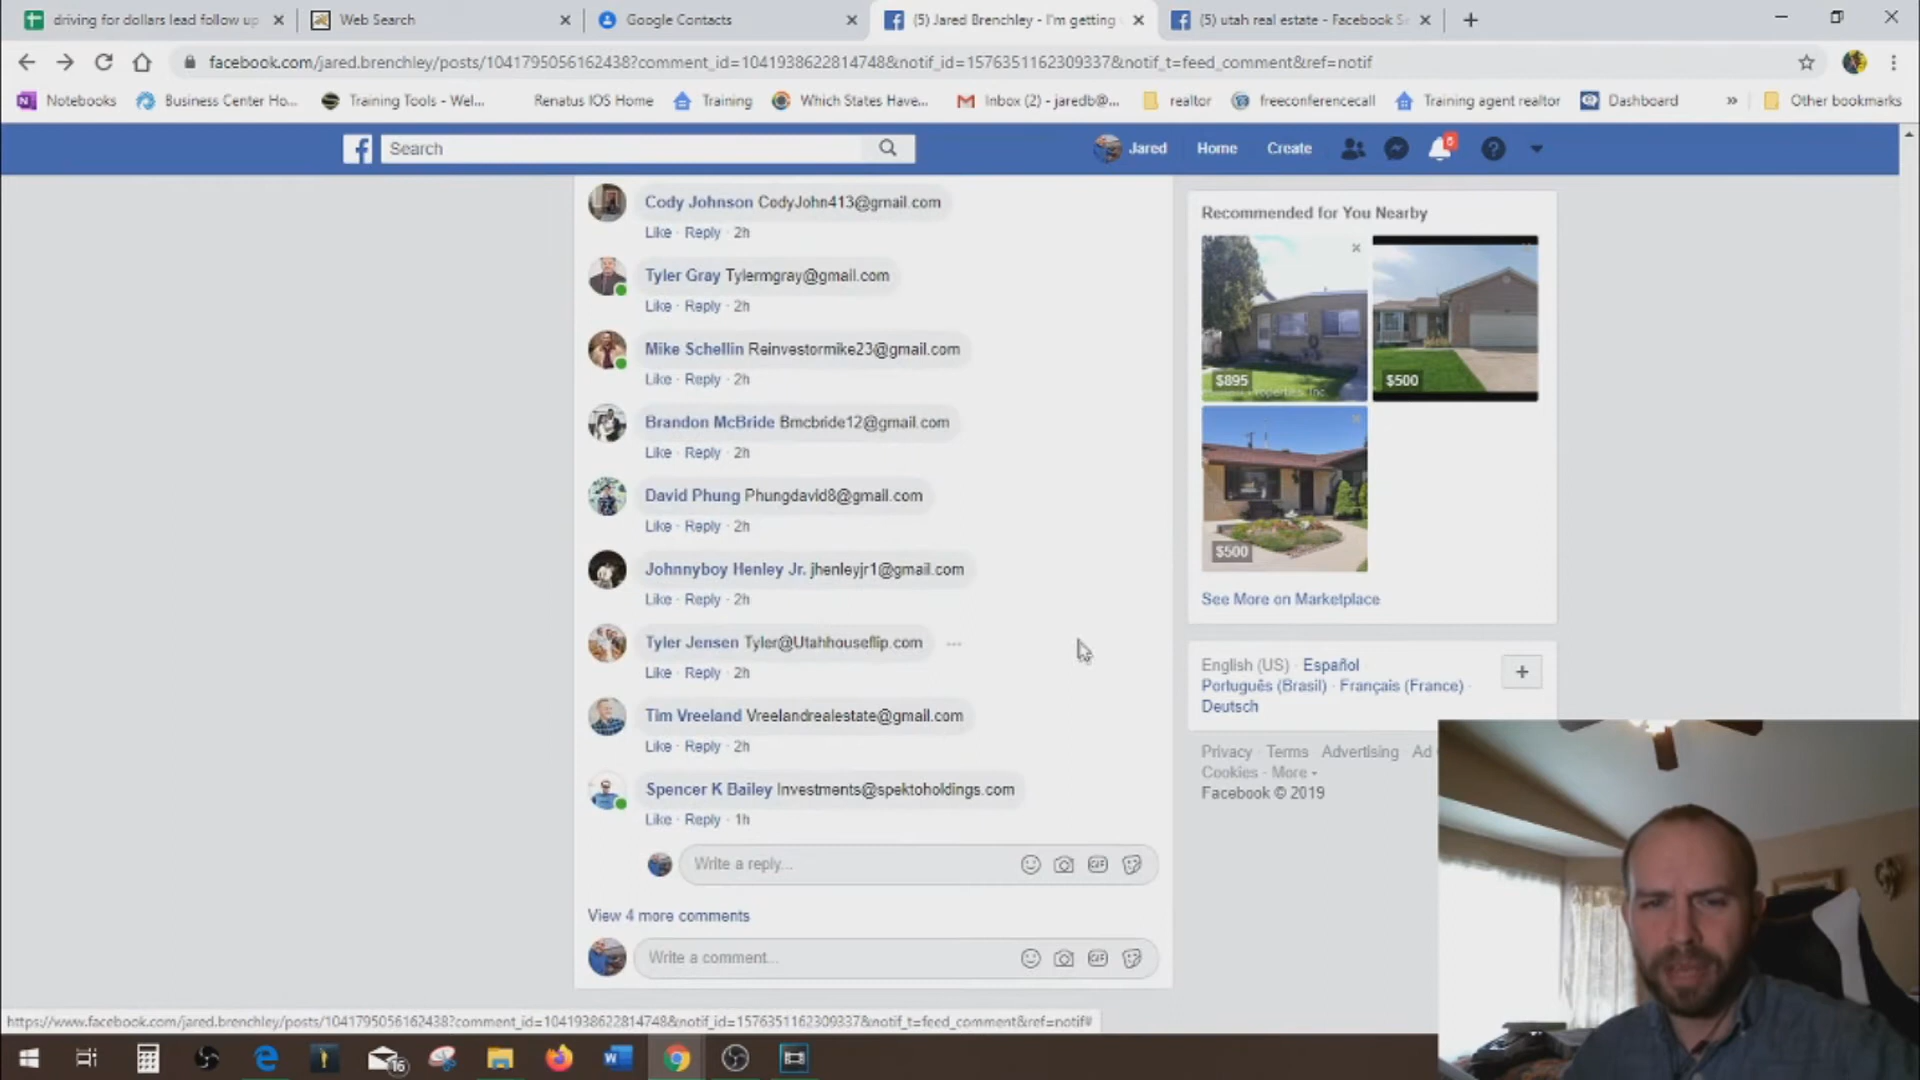 driving for dollars lead follow up
Web Search
Google Contacts
(5) Jared Brenchley - I'm getting
(5) utah real estate - Facebook Se
facebook.com/jared.brenchley/posts/1041795056162438?comment_id=1041938622814748&notif_id=1576351162309337&notif_t=feed_comment&ref=notif
Notebooks
Business Center Ho...
Training Tools - Wel...
Renatus IOS Home
Training
Which States Have...
Inbox (2) - jaredb@...
realtor
freeconferencecall
Training agent realtor
Dashboard
»
Other bookmarks
Search
Jared
Home
Create
6
Cody Johnson CodyJohn413@gmail.com
Like · Reply · 2h
Tyler Gray Tylermgray@gmail.com
Like · Reply · 2h
Mike Schellin Reinvestormike23@gmail.com
Like · Reply · 2h
Brandon McBride Bmcbride12@gmail.com
Like · Reply · 2h
David Phung Phungdavid8@gmail.com
Like · Reply · 2h
Johnnyboy Henley Jr. jhenleyjr1@gmail.com
Like · Reply · 2h
Tyler Jensen Tyler@Utahhouseflip.com
Like · Reply · 2h
Tim Vreeland Vreelandrealestate@gmail.com
Like · Reply · 2h
Spencer K Bailey Investments@spektoholdings.com
Like · Reply · 1h
Write a reply...
GIF
View 4 more comments
Write a comment...
GIF
Recommended for You Nearby
$895
$500
$500
See More on Marketplace
English (US) · Español
Português (Brasil) · Français (France) ·
Deutsch
Privacy · Terms · Advertising · Ad
Cookies · More
Facebook © 2019
https://www.facebook.com/jared.brenchley/posts/1041795056162438?comment_id=1041938622814748&notif_id=1576351162309337&notif_t=feed_comment&ref=notif#
16